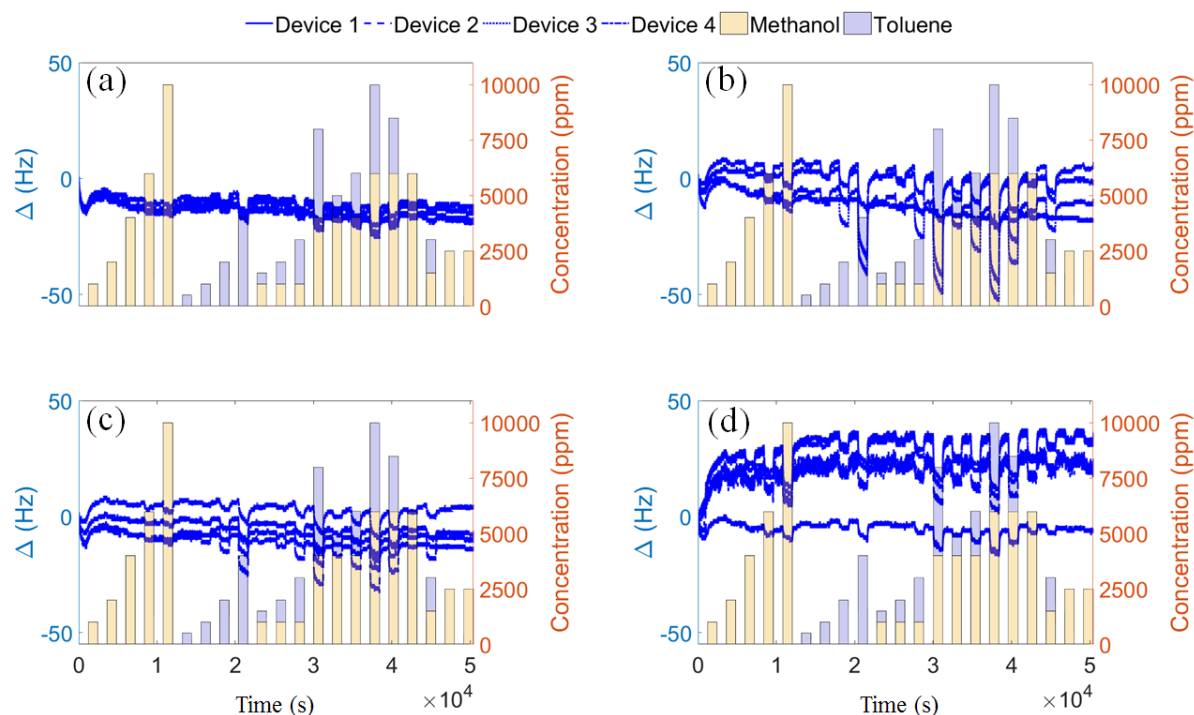 Device 1 Device 2 Device 3 Device 4 Methanol Toluene
(a)
50
0
-50
Δ (Hz)
10000
7500
5000
2500
0
Concentration (ppm)
(b)
50
0
-50
Δ (Hz)
10000
7500
5000
2500
0
Concentration (ppm)
(c)
50
0
-50
Δ (Hz)
10000
7500
5000
2500
0
Concentration (ppm)
0 1 2 3 4 5
×10^4
Time (s)
(d)
50
0
-50
Δ (Hz)
10000
7500
5000
2500
0
Concentration (ppm)
0 1 2 3 4 5
×10^4
Time (s)